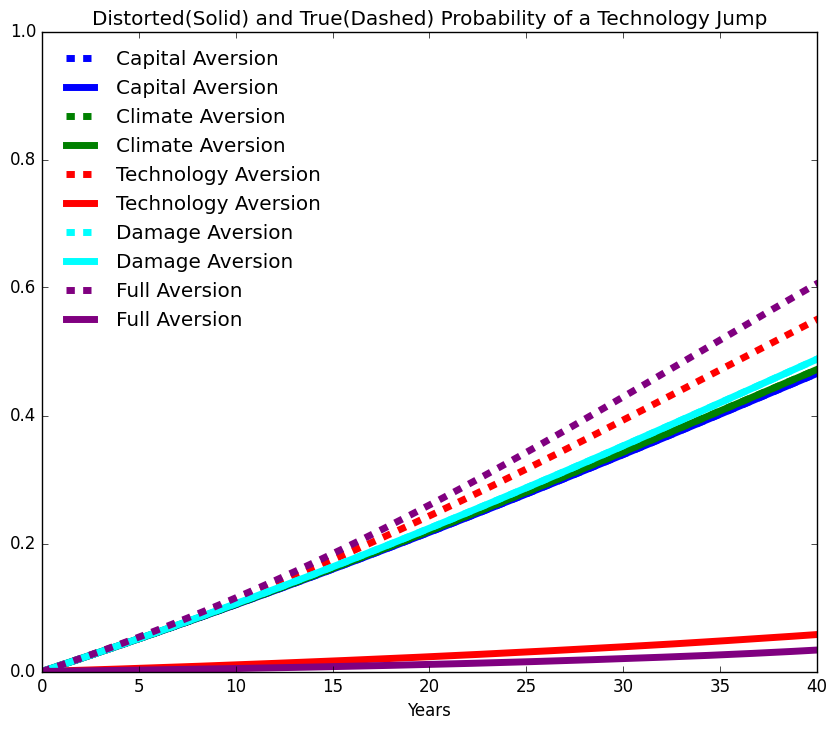 Distorted(Solid) and True(Dashed) Probability of a Technology Jump
1.0
0.8
0.6
0.4
0.2
0.0
Capital Aversion
Capital Aversion
Climate Aversion
Climate Aversion
Technology Aversion
Technology Aversion
Damage Aversion
Damage Aversion
Full Aversion
Full Aversion
0 5 10 15 20 25 30 35 40
Years